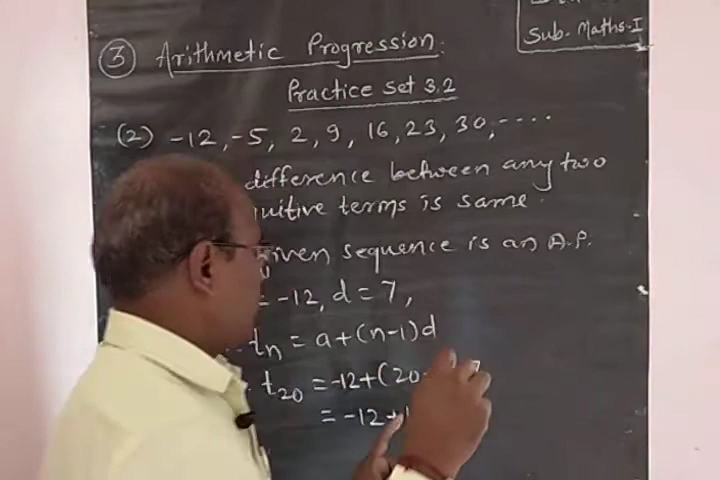 Sub- Maths-I
③ Arithmetic Progression.
Practice Set 3.2
(2) -12, -5, 2, 9, 16, 23, 30, ----
difference between any two
terms is same.
sequence is an A.P.
= -12, d = 7,
tn = a+(n-1)d
t20 = -12+(20-
= -12+1